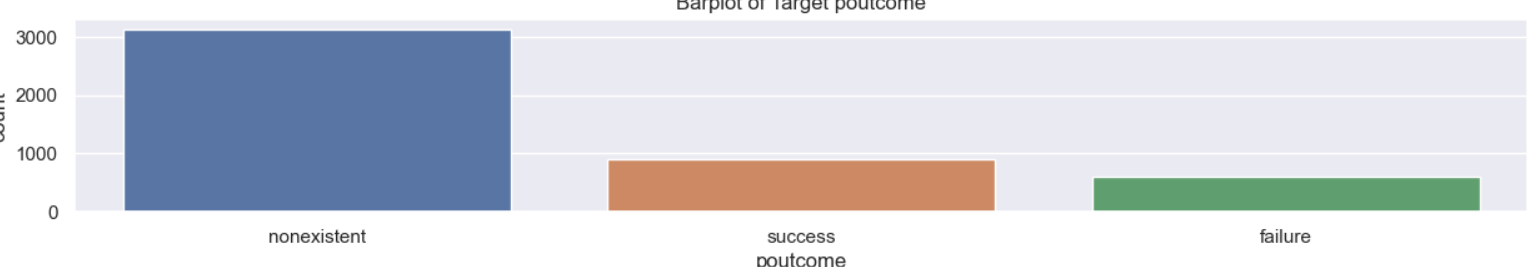 Barplot of Target poutcome
3000
2000
1000
0
count
nonexistent success failure
poutcome